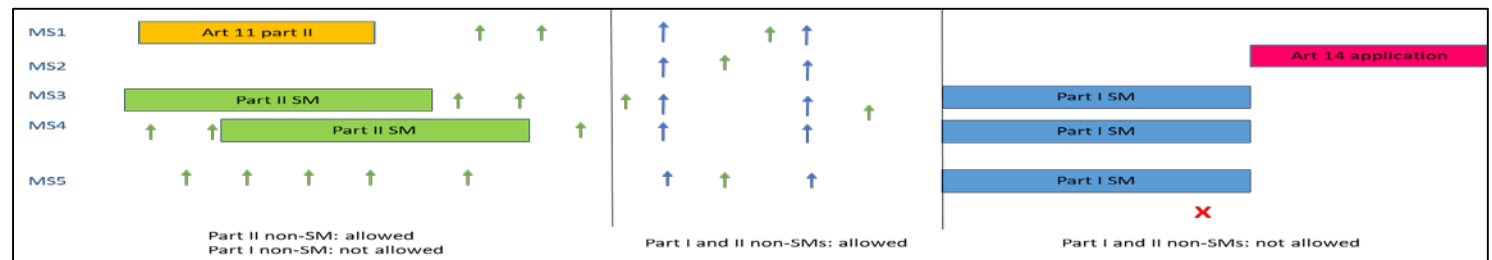 MS1 Art 11 part II
MS2 Art 14 application
MS3 Part II SM Part I SM
MS4 Part II SM Part I SM
MS5 Part I SM
X
Part II non-SM: allowed
Part I non-SM: not allowed
Part I and II non-SMs: allowed
Part I and II non-SMs: not allowed